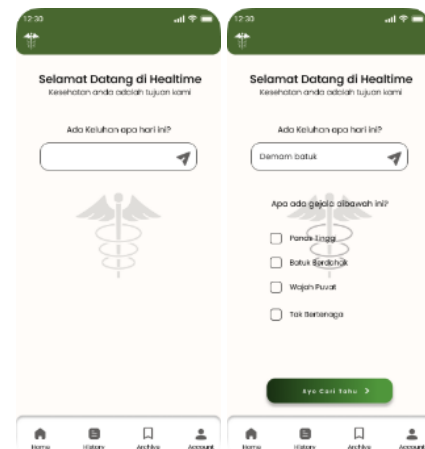 12:30
Selamat Datang di Healtime
Kesehatan anda adalah tujuan kami
Ada Keluhan apa hari ini?
Home
History
Archive
Account
12:30
Selamat Datang di Healtime
Kesehatan anda adalah tujuan kami
Ada Keluhan apa hari ini?
Demam batuk
Apa ada gejala dibawah ini?
Panas Tinggi
Batuk Berdahak
Wajah Puvat
Tak Bertenaga
Ayo Cari Tahu >
Home
History
Archive
Account